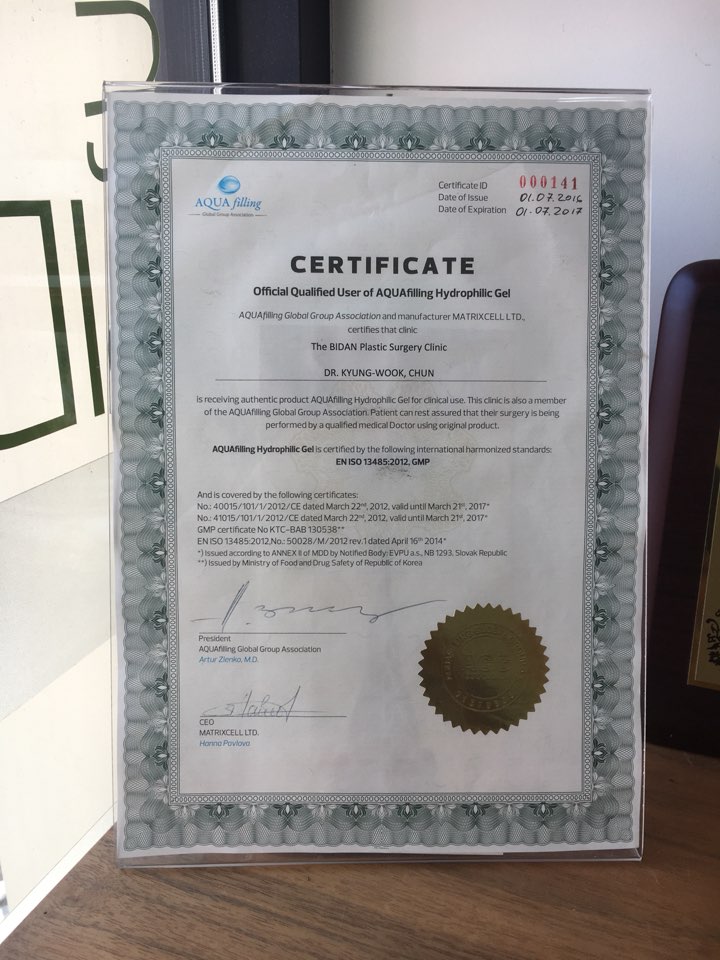 AQUA filling
Global Group Association
Certificate ID 000141
Date of Issue 01.07.2016
Date of Expiration 01.07.2017
CERTIFICATE
Official Qualified User of AQUAfilling Hydrophilic Gel
AQUAfilling Global Group Association and manufacturer MATRIXCELL LTD.,
certifies that clinic
The BIDAN Plastic Surgery Clinic
DR. KYUNG-WOOK, CHUN
is receiving authentic product AQUAfilling Hydrophilic Gel for clinical use. This clinic is also a member
of the AQUAfilling Global Group Association. Patient can rest assured that their surgery is being
performed by a qualified medical Doctor using original product.
AQUAfilling Hydrophilic Gel is certified by the following international harmonized standards:
EN ISO 13485:2012, GMP
And is covered by the following certificates:
No.: 40015/101/1/2012/CE dated March 22nd, 2012, valid until March 21st, 2017*
No.: 41015/101/1/2012/CE dated March 22nd, 2012, valid until March 21st, 2017*
GMP certificate No KTC-BAB 130538**
EN ISO 13485:2012,No.: 50028/M/2012 rev.1 dated April 16th 2014*
*) Issued according to ANNEX II of MDD by Notified Body: EVPU a.s., NB 1293, Slovak Republic
**) Issued by Ministry of Food and Drug Safety of Republic of Korea
President
AQUAfilling Global Group Association
Artur Zienko, M.D.
CEO
MATRIXCELL LTD.
Hanna Pavlova